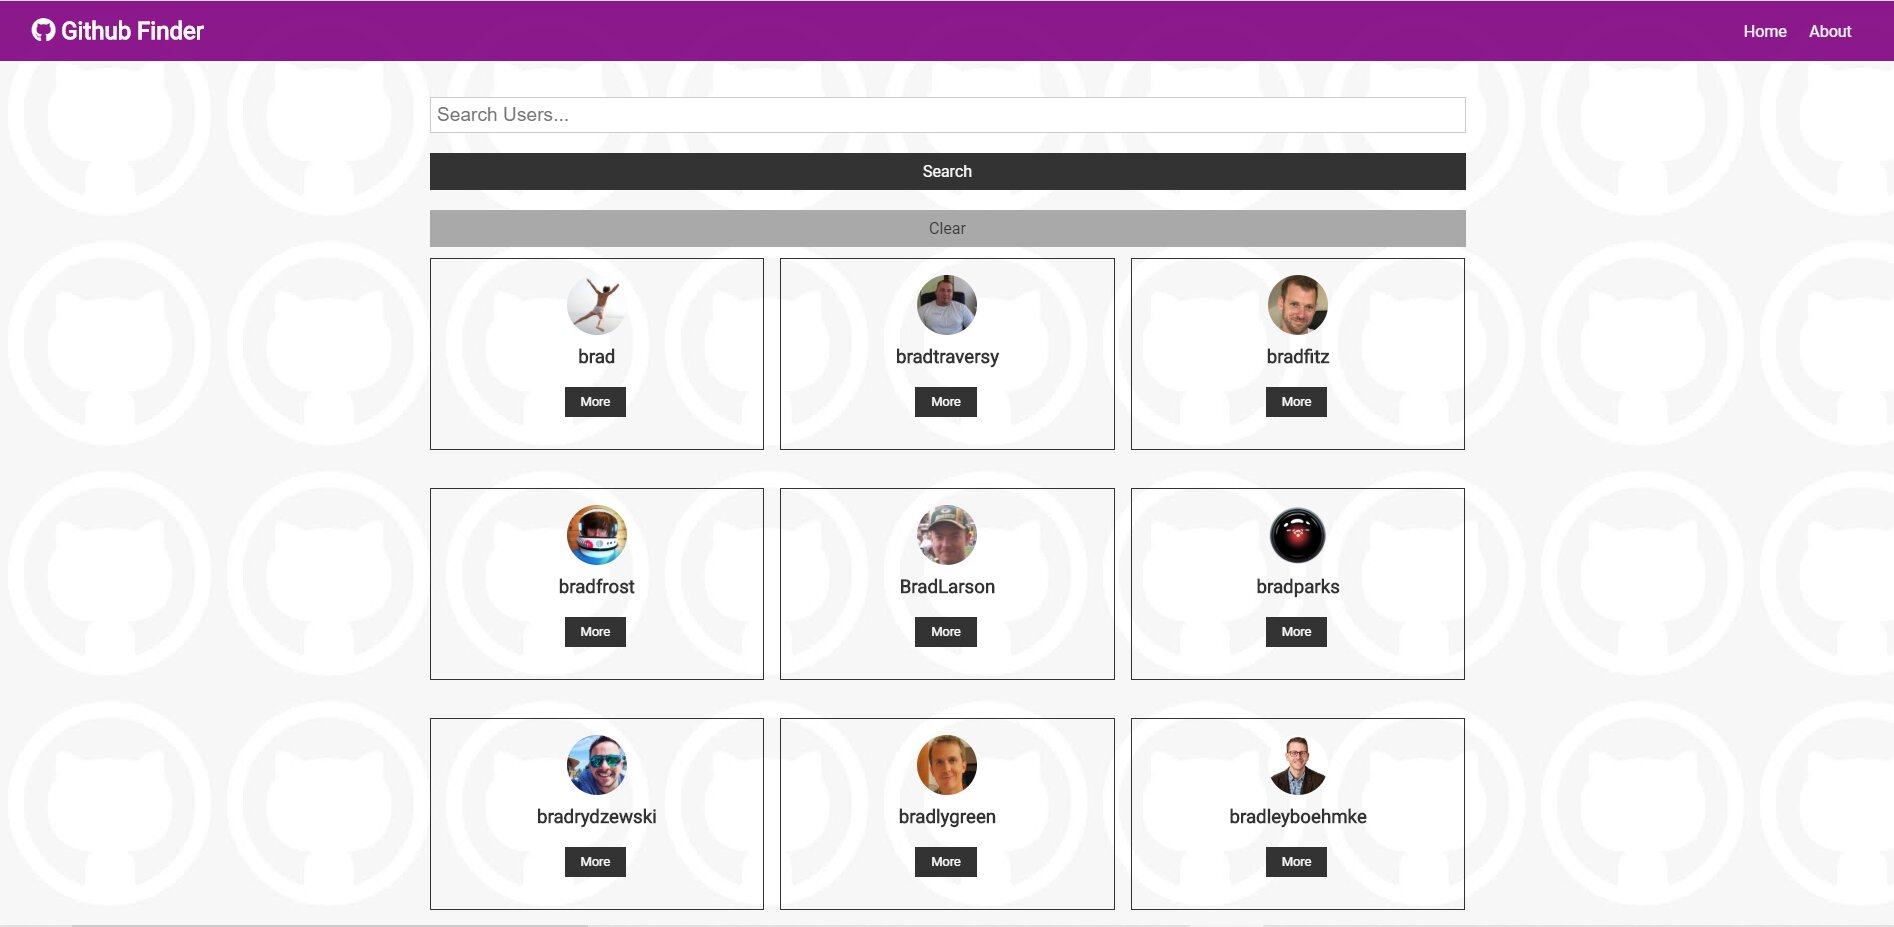 Github Finder Home About
Search Users...
Search
Clear
brad bradtraversy bradfitz
More More More
bradfrost BradLarson bradparks
More More More
bradrydzewski bradlygreen bradleyboehmke
More More More